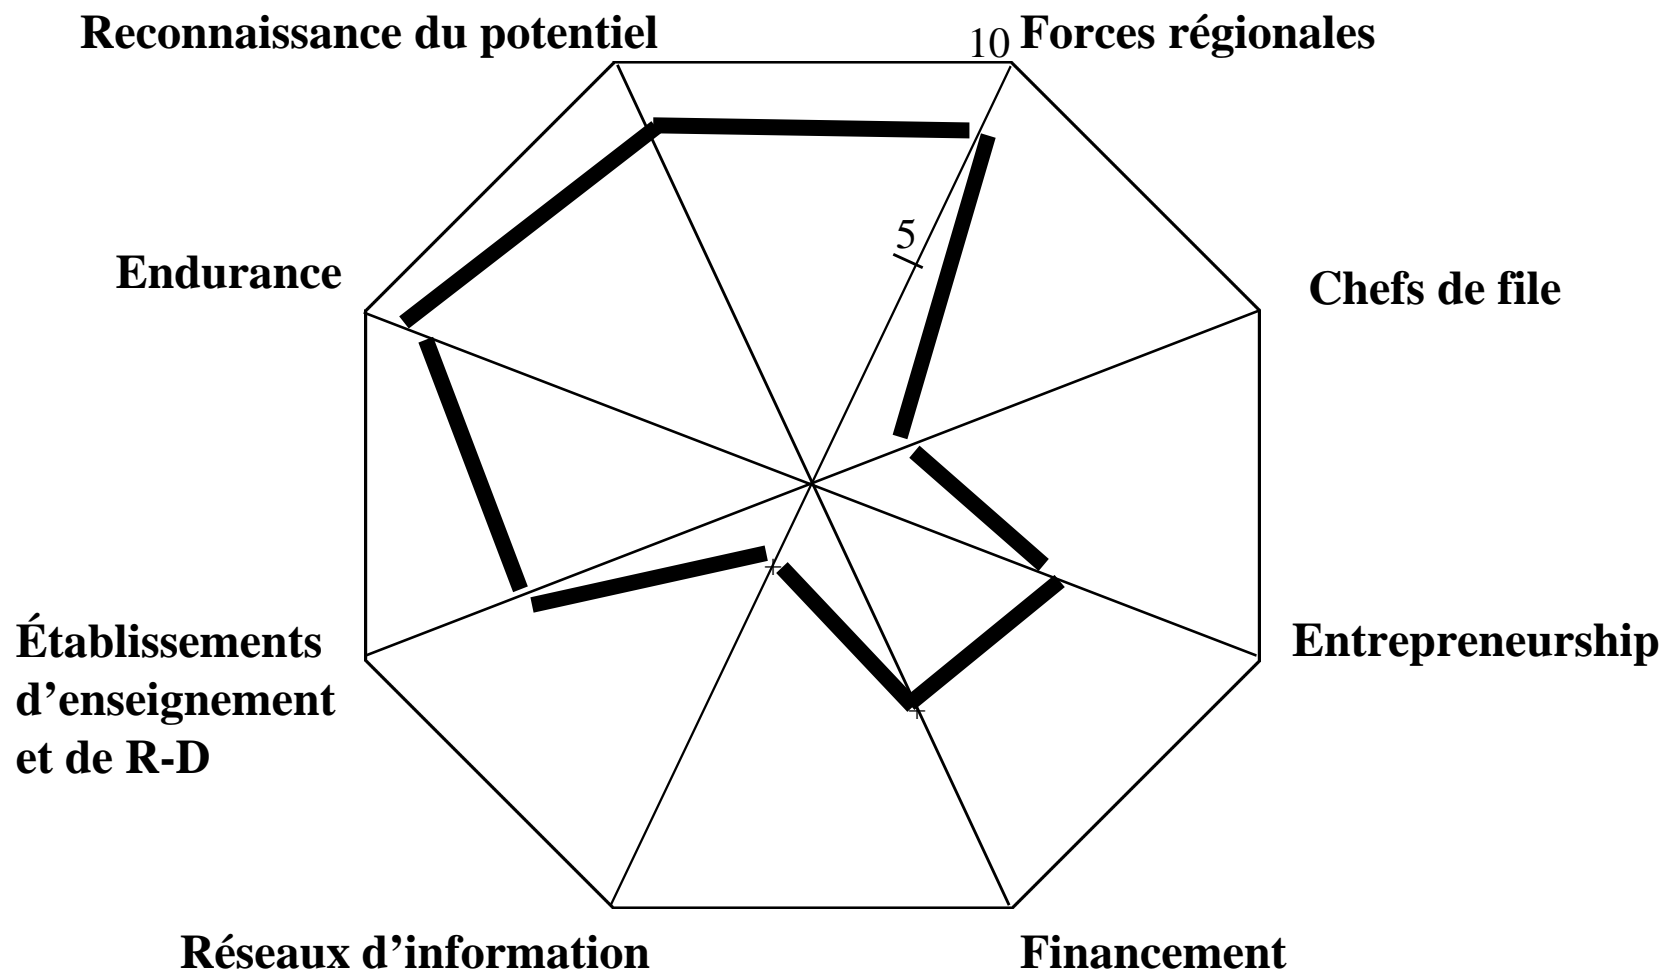 Reconnaissance du potentiel
10 Forces régionales
5
Endurance
Chefs de file
Établissements
d’enseignement
et de R-D
Entrepreneurship
Réseaux d’information
Financement